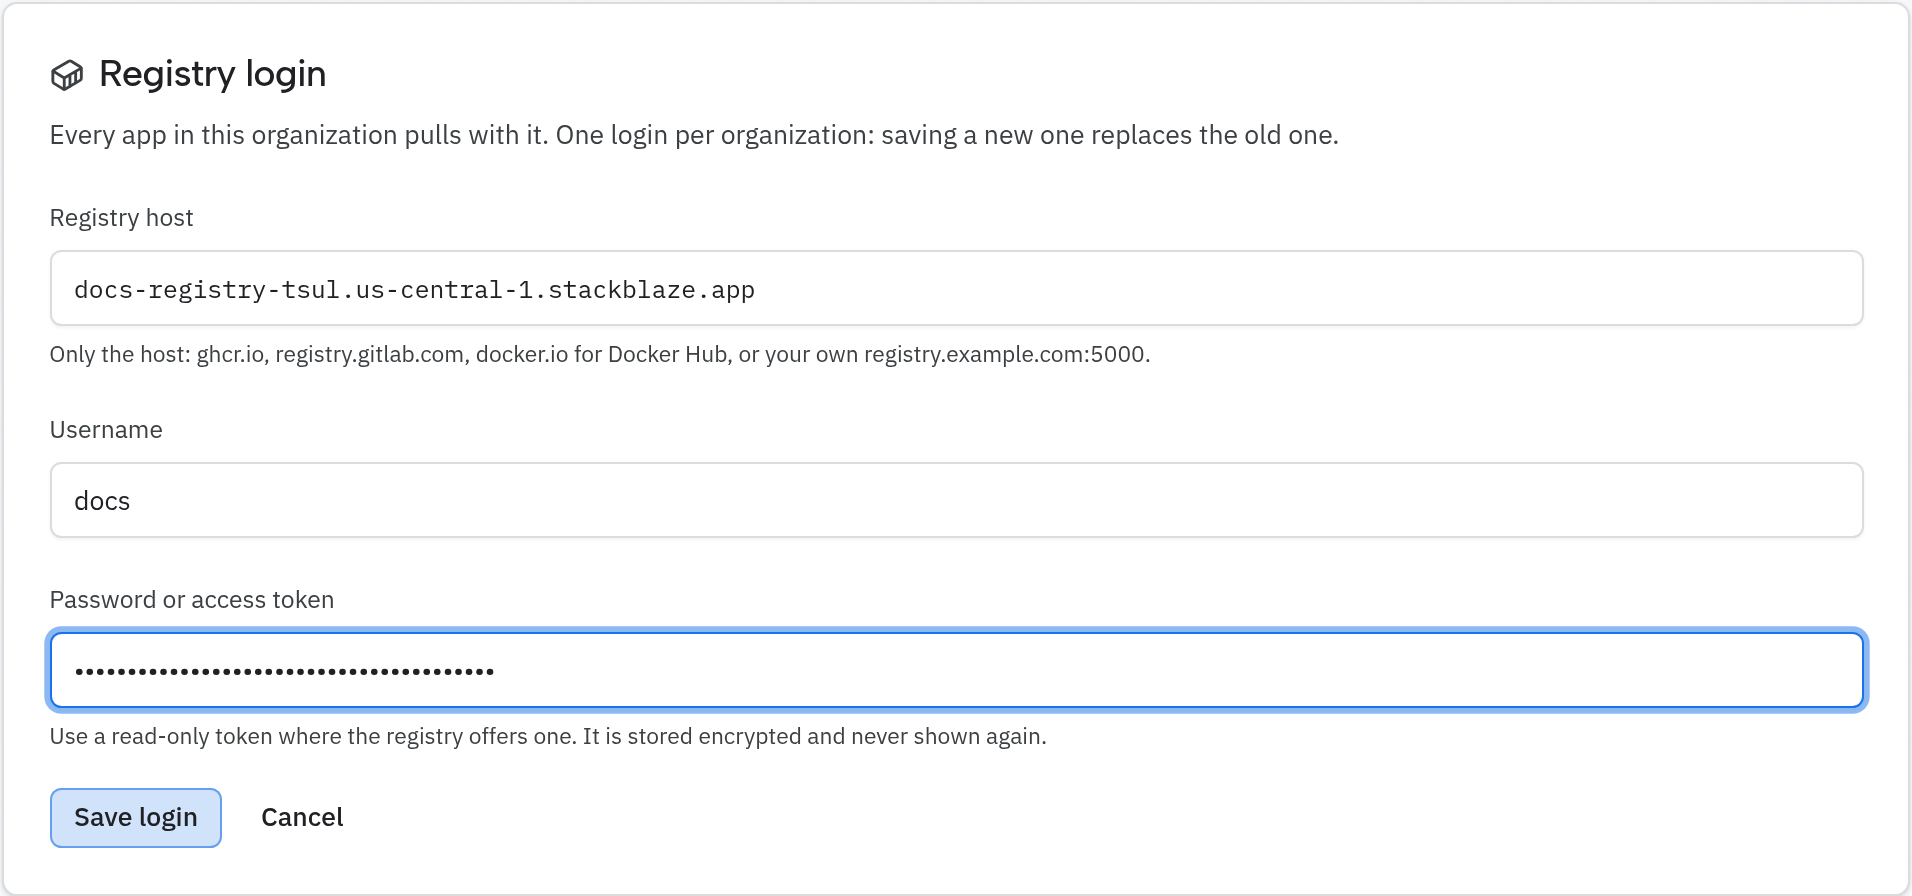 Registry login
Every app in this organization pulls with it. One login per organization: saving a new one replaces the old one.
Registry host
docs-registry-tsul.us-central-1.stackblaze.app
Only the host: ghcr.io, registry.gitlab.com, docker.io for Docker Hub, or your own registry.example.com:5000.
Username
docs
Password or access token
••••••••••••••••••••••••••••••••••••••••
Use a read-only token where the registry offers one. It is stored encrypted and never shown again.
Save login
Cancel